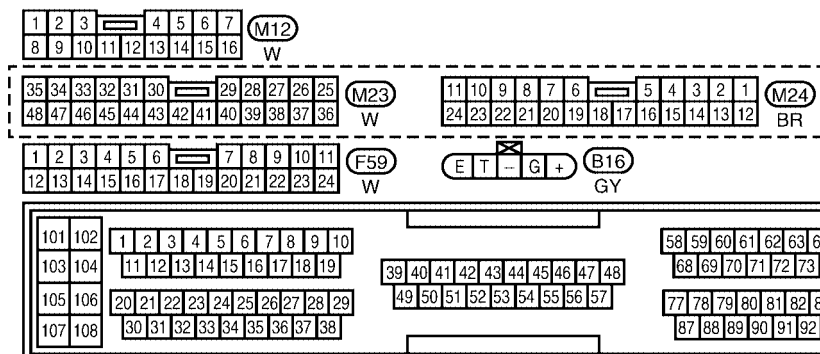 1 2 3 4 5 6 7
8 9 10 11 12 13 14 15 16
M12
W
35 34 33 32 31 30 29 28 27 26 25
48 47 46 45 44 43 42 41 40 39 38 37 36
M23
W
11 10 9 8 7 6 5 4 3 2 1
24 23 22 21 20 19 18 17 16 15 14 13 12
M24
BR
1 2 3 4 5 6 7 8 9 10 11
12 13 14 15 16 17 18 19 20 21 22 23 24
F59
W
E T – G +
B16
GY
101 102
103 104
105 106
107 108
1 2 3 4 5 6 7 8 9 10
11 12 13 14 15 16 17 18 19
20 21 22 23 24 25 26 27 28 29
30 31 32 33 34 35 36 37 38
39 40 41 42 43 44 45 46 47 48
49 50 51 52 53 54 55 56 57
58 59 60 61 62 63
68 69 70 71 72 73
77 78 79 80 81 82
87 88 89 90 91 92